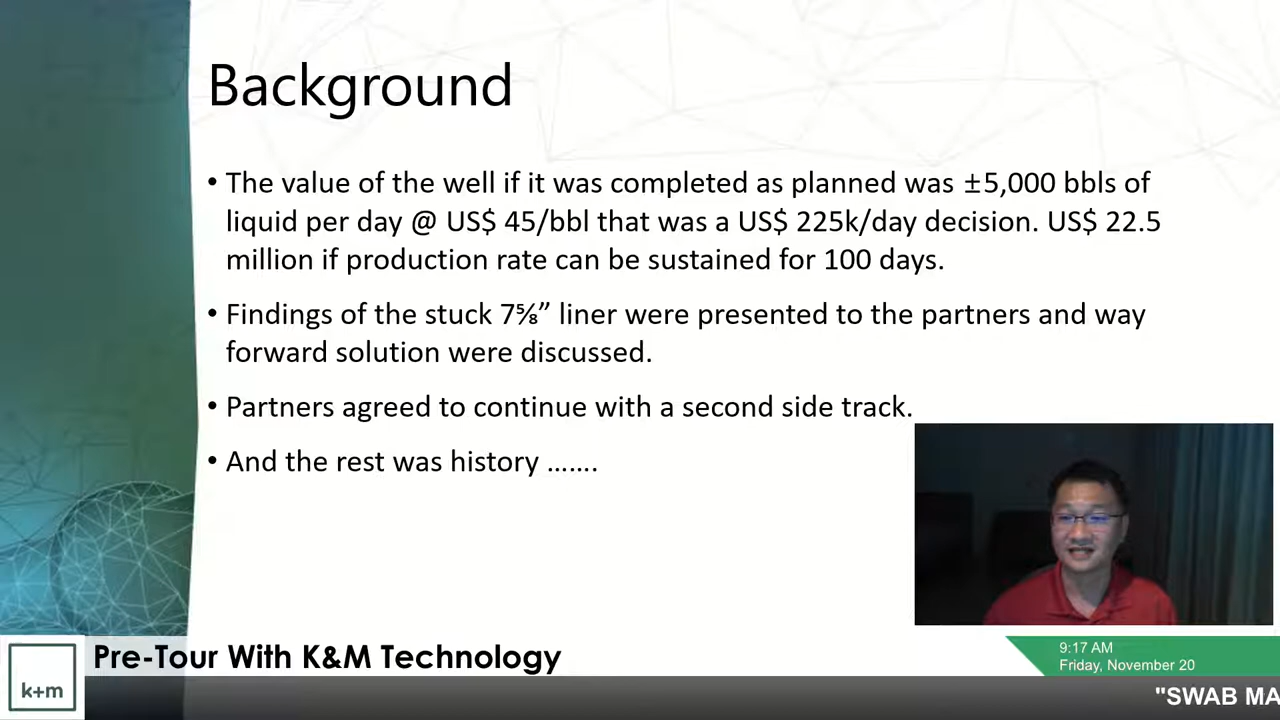 Background
• The value of the well if it was completed as planned was ±5,000 bbls of
liquid per day @ US$ 45/bbl that was a US$ 225k/day decision. US$ 22.5
million if production rate can be sustained for 100 days.
• Findings of the stuck 7⅝” liner were presented to the partners and way
forward solution were discussed.
• Partners agreed to continue with a second side track.
• And the rest was history .……
k+m
Pre-Tour With K&M Technology
9:17 AM
Friday, November 20
"SWAB MA